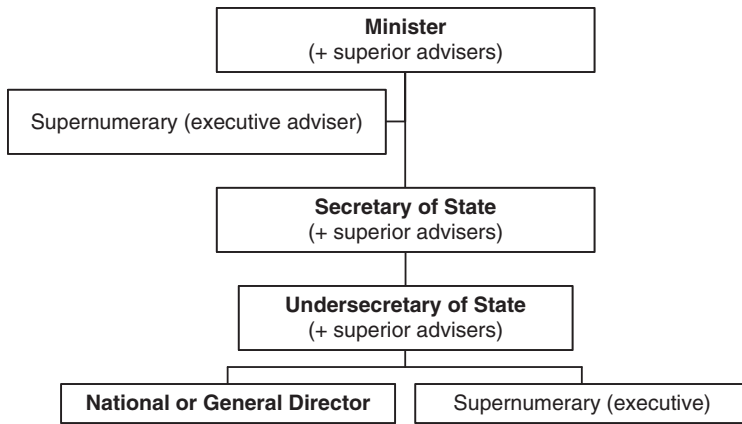 Minister
(+ superior advisers)
Supernumerary (executive adviser)
Secretary of State
(+ superior advisers)
Undersecretary of State
(+ superior advisers)
National or General Director
Supernumerary (executive)